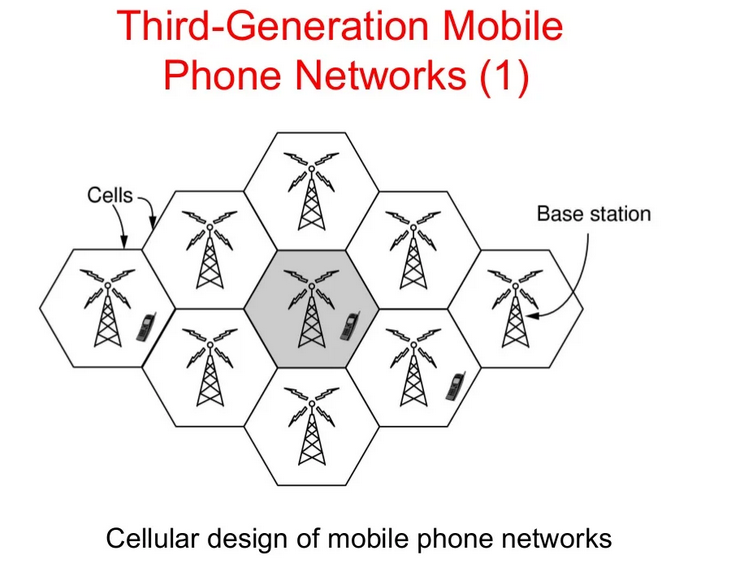 Third-Generation Mobile
Phone Networks (1)
Cells
Base station
Cellular design of mobile phone networks